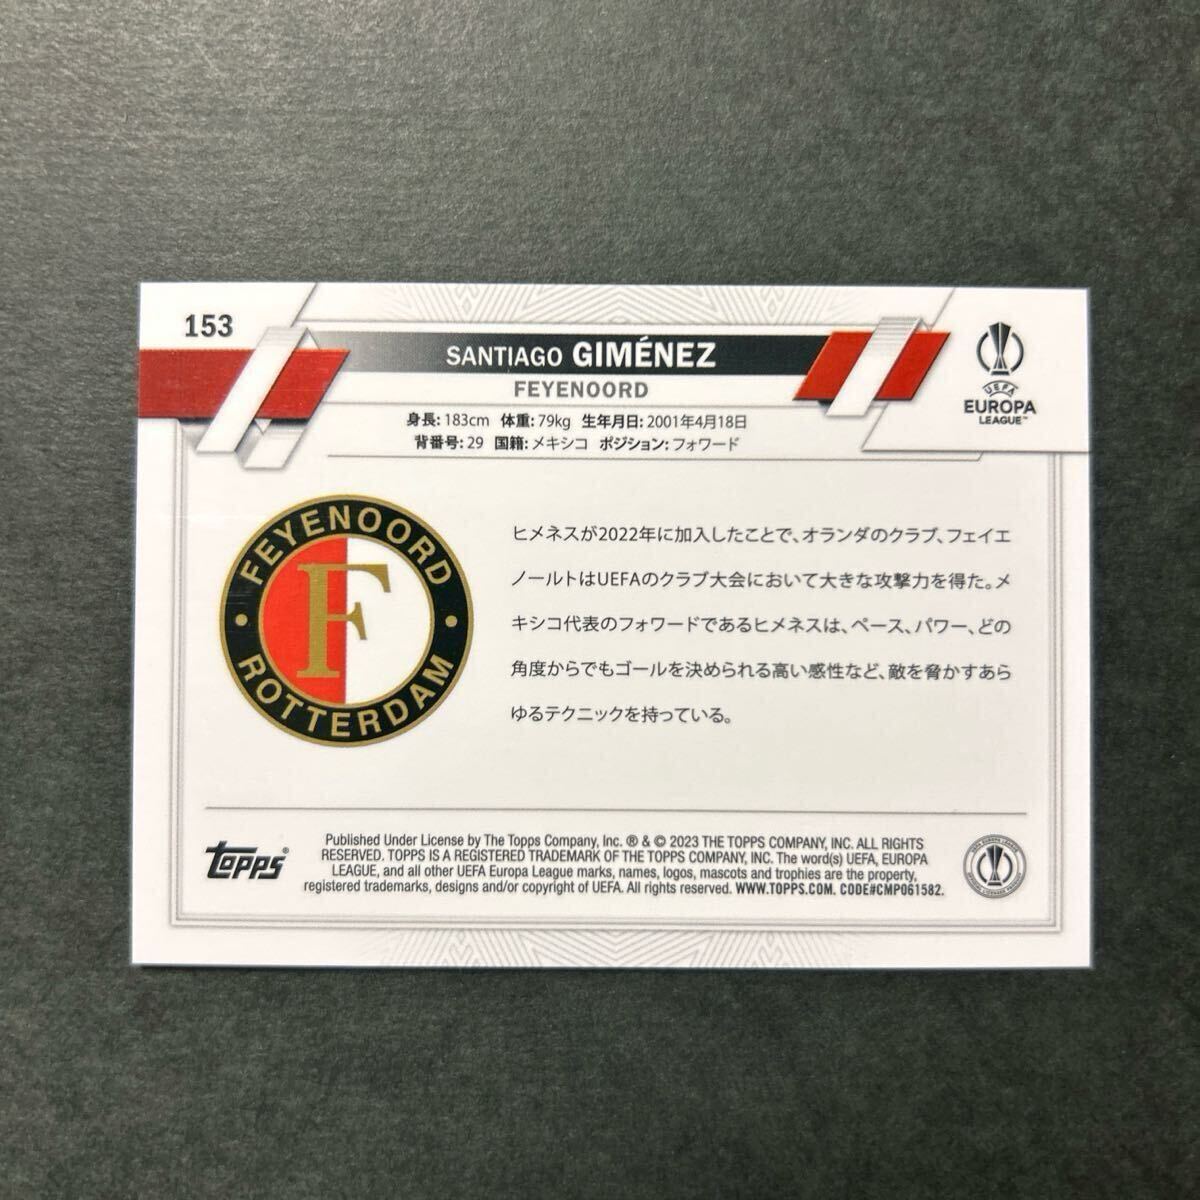 153
SANTIAGO GIMÉNEZ
FEYENOORD
身長: 183cm 体重: 79kg 生年月日: 2001年4月18日
背番号: 29 国籍: メキシコ ポジション: フォワード
UEFA
EUROPA
LEAGUE™
FEYENOORD
ROTTERDAM
F
ヒメネスが2022年に加入したことで、オランダのクラブ、フェイエ
ノールトはUEFAのクラブ大会において大きな攻撃力を得た。メ
キシコ代表のフォワードであるヒメネスは、ペース、パワー、どの
角度からでもゴールを決められる高い感性など、敵を脅かすあら
ゆるテクニックを持っている。
topps®
Published Under License by The Topps Company, Inc. ® & © 2023 THE TOPPS COMPANY, INC. ALL RIGHTS
RESERVED. TOPPS IS A REGISTERED TRADEMARK OF THE TOPPS COMPANY, INC. The word(s) UEFA, EUROPA
LEAGUE, and all other UEFA Europa League marks, names, logos, mascots and trophies are the property,
registered trademarks, designs and/or copyright of UEFA. All rights reserved. WWW.TOPPS.COM. CODE#CMP061582.